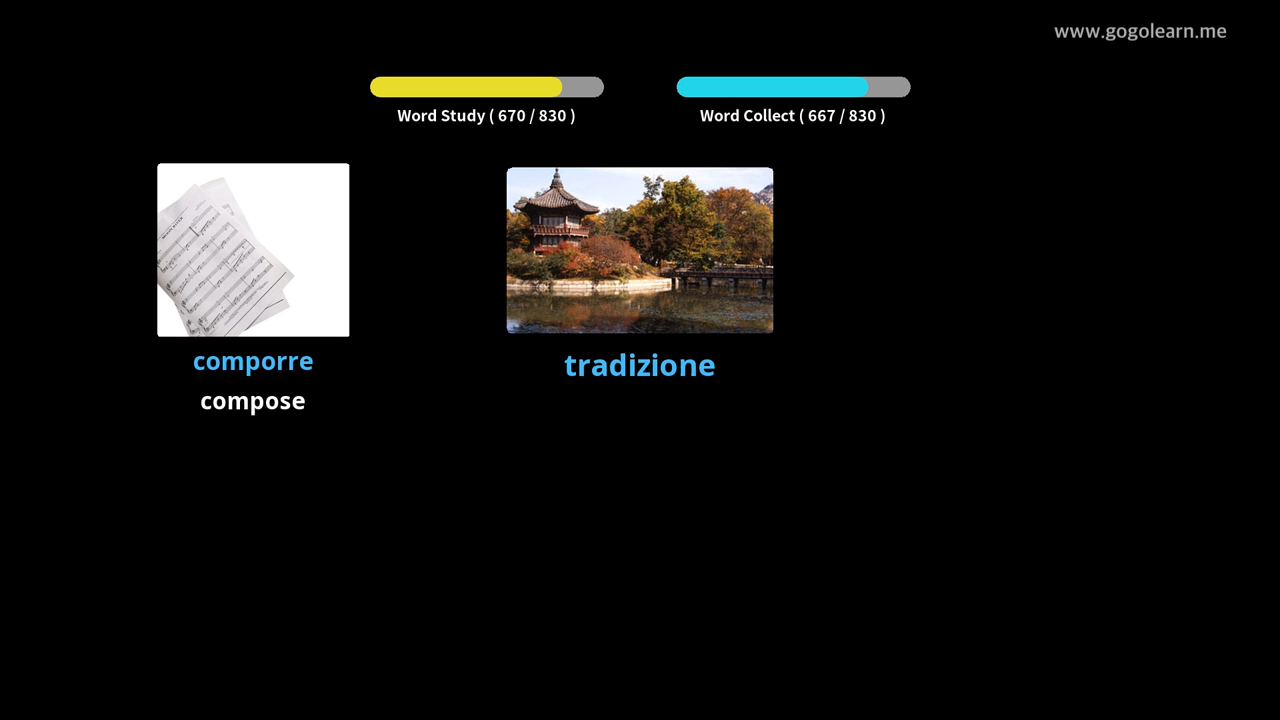 www.gogolearn.me
Word Study ( 670 / 830 )
Word Collect ( 667 / 830 )
comporre
compose
tradizione